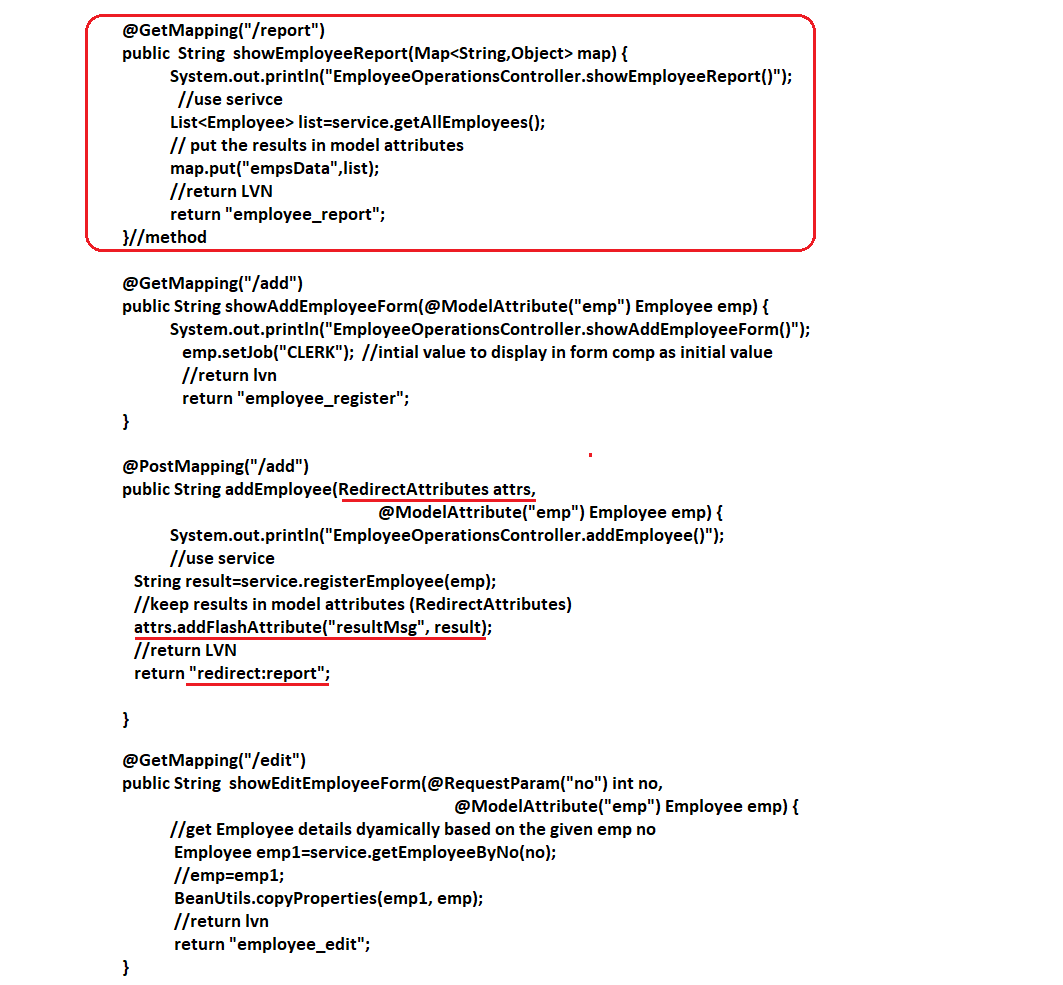 @GetMapping("/report")
public  String  showEmployeeReport(Map<String,Object> map) {
System.out.println("EmployeeOperationsController.showEmployeeReport()");
//use serivce
List<Employee> list=service.getAllEmployees();
// put the results in model attributes
map.put("empsData",list);
//return LVN
return "employee_report";
}//method
@GetMapping("/add")
public String showAddEmployeeForm(@ModelAttribute("emp") Employee emp) {
System.out.println("EmployeeOperationsController.showAddEmployeeForm()");
emp.setJob("CLERK");  //intial value to display in form comp as initial value
//return lvn
return "employee_register";
}
@PostMapping("/add")
public String addEmployee(RedirectAttributes attrs,
@ModelAttribute("emp") Employee emp) {
System.out.println("EmployeeOperationsController.addEmployee()");
//use service
String result=service.registerEmployee(emp);
//keep results in model attributes (RedirectAttributes)
attrs.addFlashAttribute("resultMsg", result);
//return LVN
return "redirect:report";
}
@GetMapping("/edit")
public String  showEditEmployeeForm(@RequestParam("no") int no,
@ModelAttribute("emp") Employee emp) {
//get Employee details dyamically based on the given emp no
Employee emp1=service.getEmployeeByNo(no);
//emp=emp1;
BeanUtils.copyProperties(emp1, emp);
//return lvn
return "employee_edit";
}